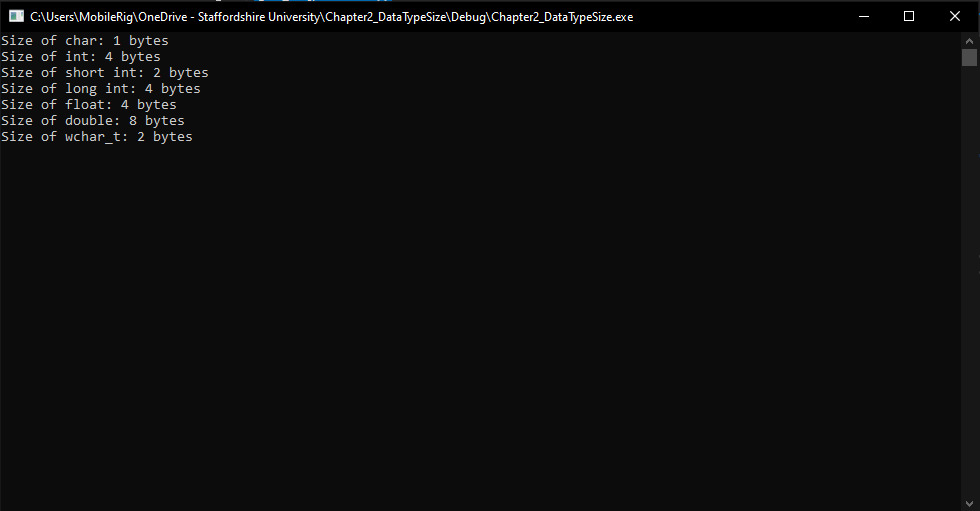 C:\Users\MobileRig\OneDrive - Staffordshire University\Chapter2_DataTypeSize\Debug\Chapter2_DataTypeSize.exe
Size of char: 1 bytes
Size of int: 4 bytes
Size of short int: 2 bytes
Size of long int: 4 bytes
Size of float: 4 bytes
Size of double: 8 bytes
Size of wchar_t: 2 bytes